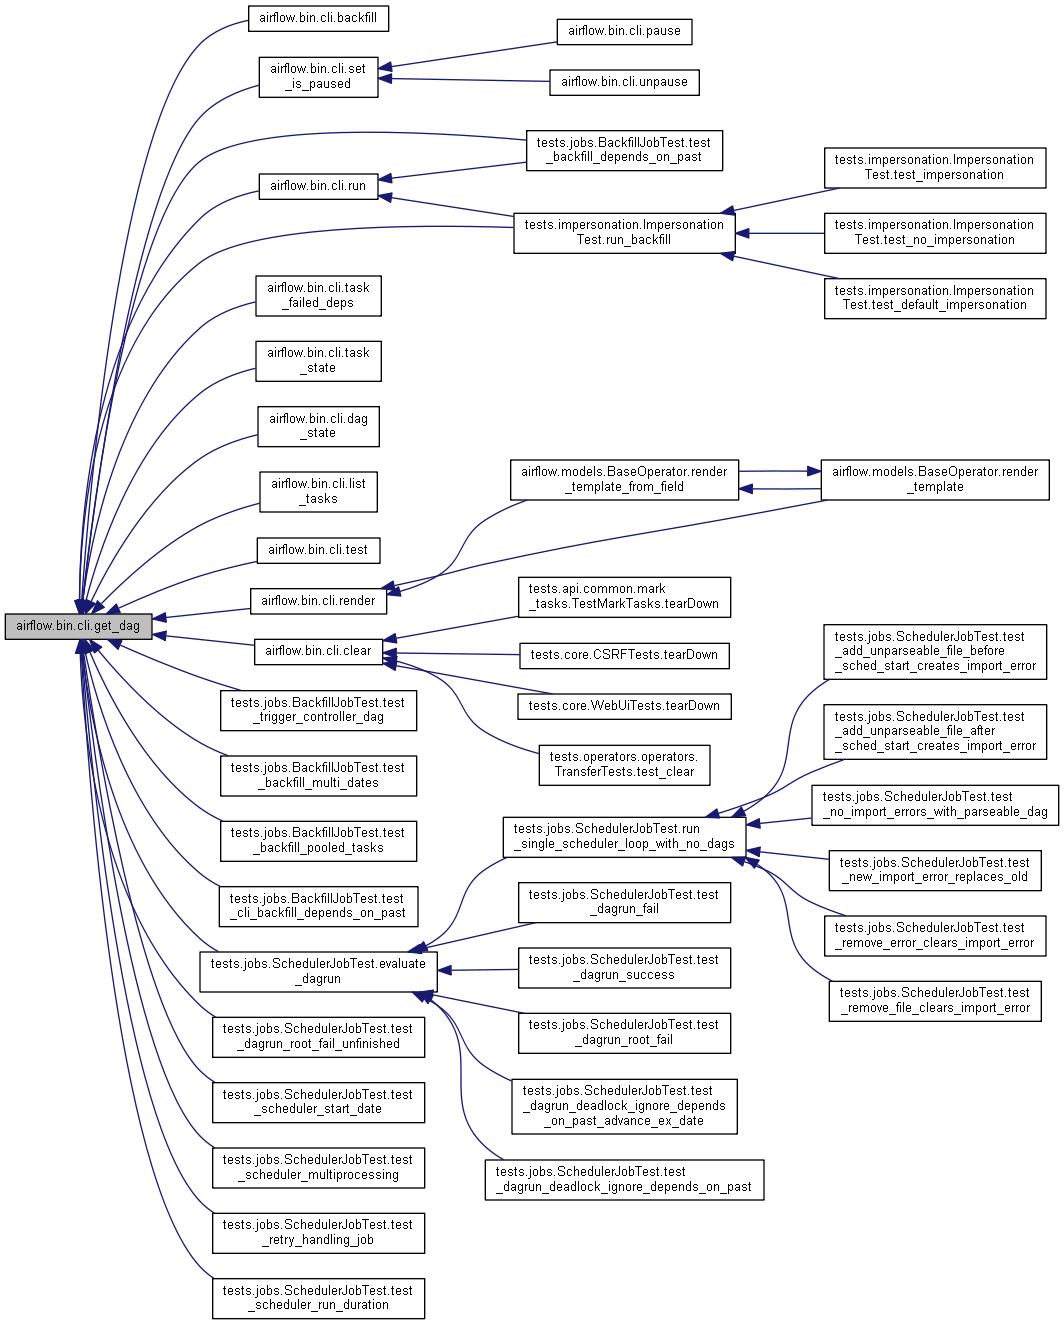 airflow.bin.cli.backfill
airflow.bin.cli.set
_is_paused
airflow.bin.cli.pause
airflow.bin.cli.unpause
tests.jobs.BackfillJobTest.test
_backfill_depends_on_past
airflow.bin.cli.run
tests.impersonation.Impersonation
Test.run_backfill
tests.impersonation.Impersonation
Test.test_impersonation
tests.impersonation.Impersonation
Test.test_no_impersonation
tests.impersonation.Impersonation
Test.test_default_impersonation
airflow.bin.cli.task
_failed_deps
airflow.bin.cli.task
_state
airflow.bin.cli.dag
_state
airflow.bin.cli.list
_tasks
airflow.models.BaseOperator.render
_template_from_field
airflow.models.BaseOperator.render
_template
airflow.bin.cli.test
airflow.bin.cli.render
airflow.bin.cli.get_dag
airflow.bin.cli.clear
tests.api.common.mark
_tasks.TestMarkTasks.tearDown
tests.core.CSRFTests.tearDown
tests.core.WebUiTests.tearDown
tests.operators.operators.
TransferTests.test_clear
tests.jobs.BackfillJobTest.test
_trigger_controller_dag
tests.jobs.BackfillJobTest.test
_backfill_multi_dates
tests.jobs.BackfillJobTest.test
_backfill_pooled_tasks
tests.jobs.BackfillJobTest.test
_cli_backfill_depends_on_past
tests.jobs.SchedulerJobTest.evaluate
_dagrun
tests.jobs.SchedulerJobTest.run
_single_scheduler_loop_with_no_dags
tests.jobs.SchedulerJobTest.test
_add_unparseable_file_before
_sched_start_creates_import_error
tests.jobs.SchedulerJobTest.test
_add_unparseable_file_after
_sched_start_creates_import_error
tests.jobs.SchedulerJobTest.test
_no_import_errors_with_parseable_dag
tests.jobs.SchedulerJobTest.test
_new_import_error_replaces_old
tests.jobs.SchedulerJobTest.test
_remove_error_clears_import_error
tests.jobs.SchedulerJobTest.test
_remove_file_clears_import_error
tests.jobs.SchedulerJobTest.test
_dagrun_fail
tests.jobs.SchedulerJobTest.test
_dagrun_success
tests.jobs.SchedulerJobTest.test
_dagrun_root_fail
tests.jobs.SchedulerJobTest.test
_dagrun_deadlock_ignore_depends
_on_past_advance_ex_date
tests.jobs.SchedulerJobTest.test
_dagrun_deadlock_ignore_depends_on_past
tests.jobs.SchedulerJobTest.test
_dagrun_root_fail_unfinished
tests.jobs.SchedulerJobTest.test
_scheduler_start_date
tests.jobs.SchedulerJobTest.test
_scheduler_multiprocessing
tests.jobs.SchedulerJobTest.test
_retry_handling_job
tests.jobs.SchedulerJobTest.test
_scheduler_run_duration